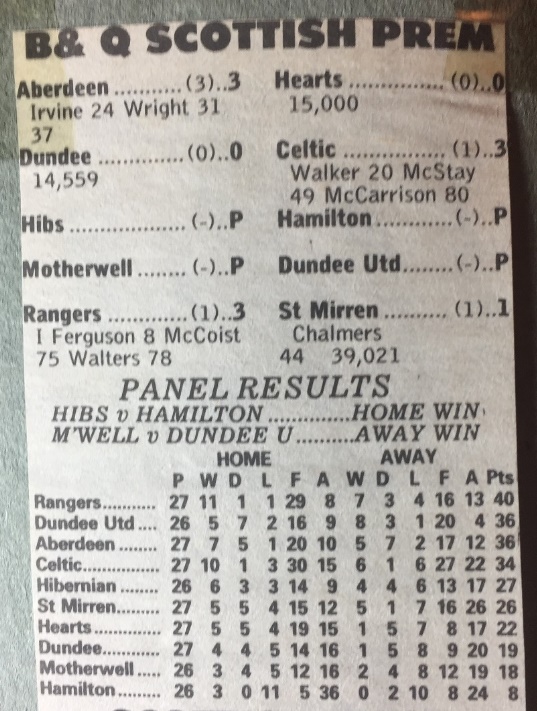 B& Q SCOTTISH PREM
Aberdeen ...........(3)..3 Hearts ................ (0)..0
Irvine 24 Wright 31 15,000
37
Dundee ..............(0)..0 Celtic ................. (1)..3
14,559 Walker 20 McStay
49 McCarrison 80
Hibs .................... (-)..P Hamilton............ (-)..P
Motherwell ........ (-)..P Dundee Utd........(-)..P
Rangers .............(1)..3 St Mirren .......... (1)..1
I Ferguson 8 McCoist Chalmers
75 Walters 78 44 39,021
PANEL RESULTS
HIBS v HAMILTON ..............HOME WIN
M'WELL v DUNDEE U..........AWAY WIN
HOME AWAY
P W D L F A W D L F A Pts
Rangers........... 27 11 1 1 29 8 7 3 4 16 13 40
Dundee Utd .... 26 5 7 2 16 9 8 3 1 20 4 36
Aberdeen ........ 27 7 5 1 20 10 5 7 2 17 12 36
Celtic............... 27 10 1 3 30 15 6 1 6 27 22 34
Hibernian ........ 26 6 3 3 14 9 4 4 6 13 17 27
St Mirren......... 27 5 5 4 15 12 5 1 7 16 26 26
Hearts.............. 27 5 5 4 19 15 1 5 7 8 17 22
Dundee............ 27 4 4 5 14 16 1 5 8 9 20 19
Motherwell ..... 26 3 4 5 12 16 2 4 8 12 19 18
Hamilton......... 26 3 0 11 5 36 0 2 10 8 24 8